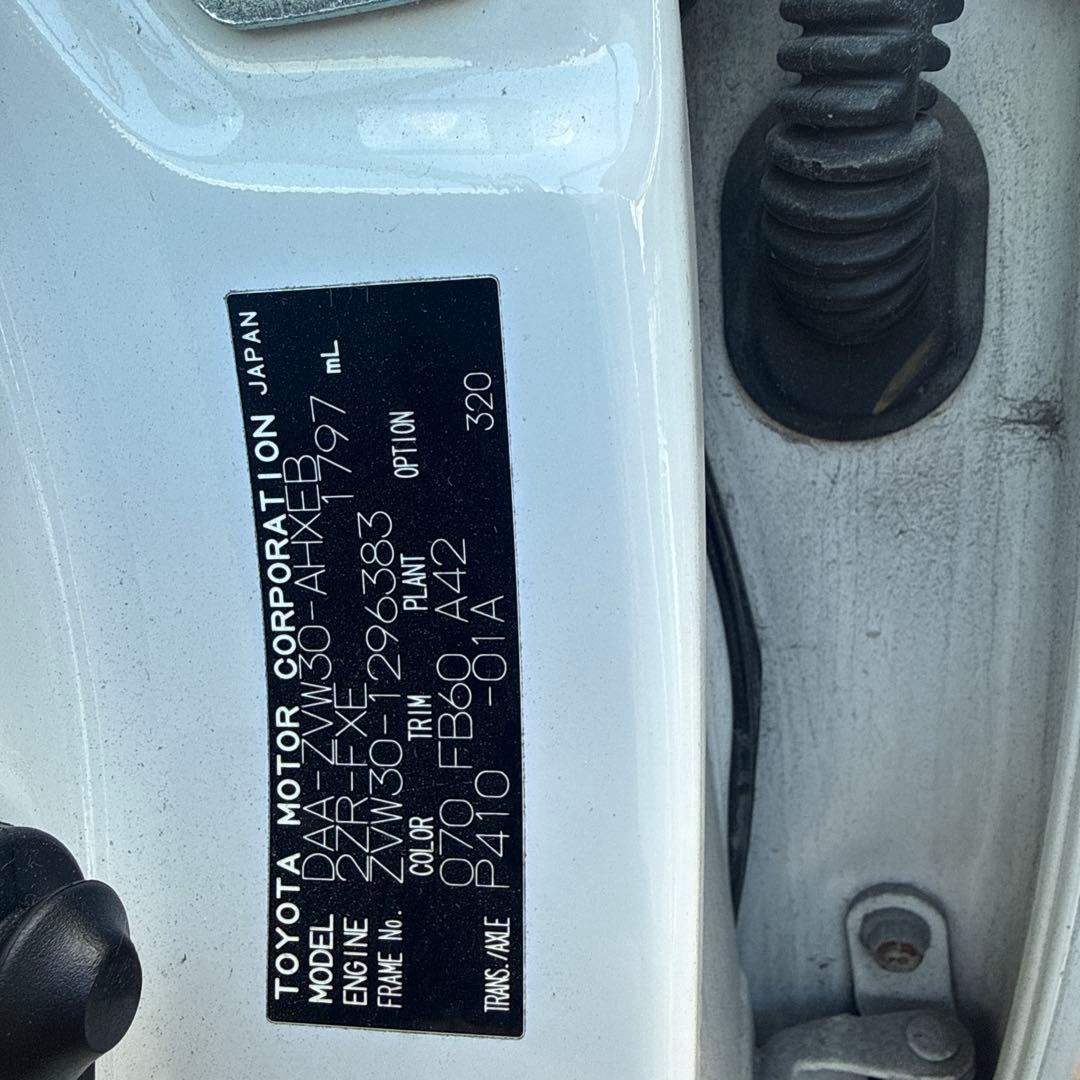 TOYOTA MOTOR CORPORATION JAPAN
MODEL DAA-ZVW30-AHXEB
ENGINE 2ZR-FXE 1797 mL
FRAME No. ZVW30-1296383
COLOR TRIM PLANT OPTION
070 FB60 A42 320
TRANS./AXLE P410 -01A